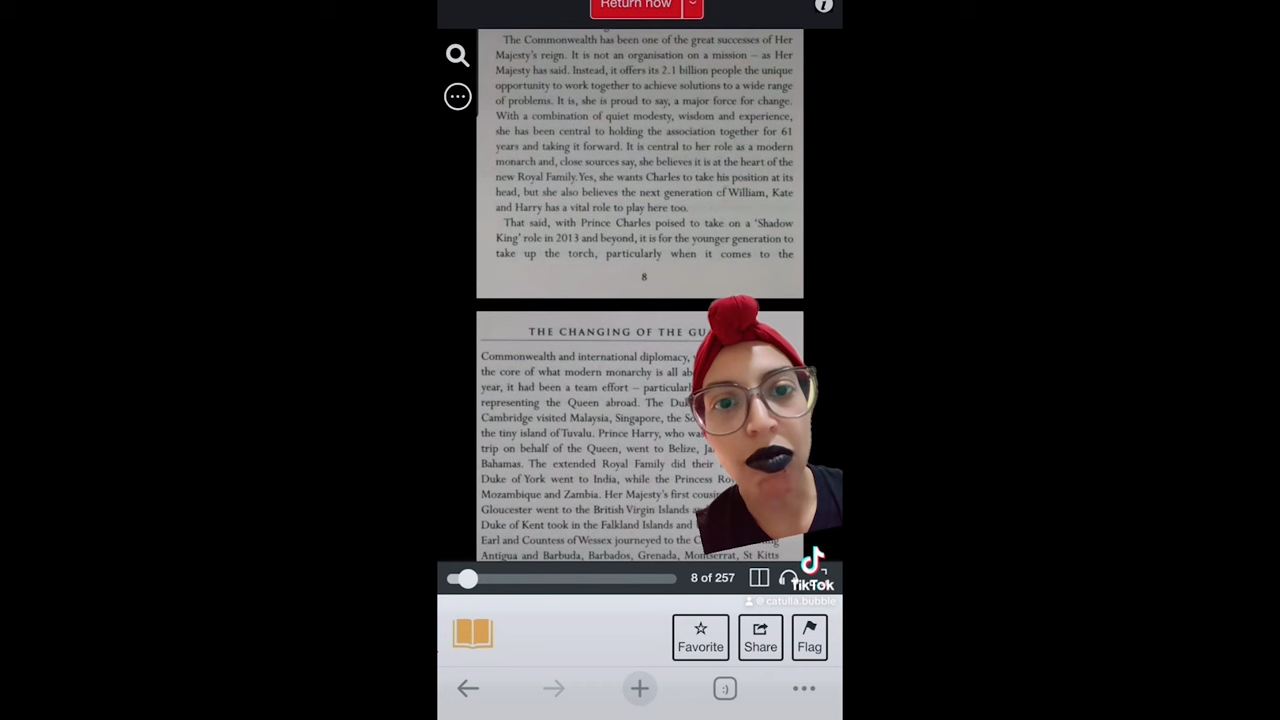 Return now
The Commonwealth has been one of the great successes of Her
Majesty's reign. It is not an organisation on a mission – as Her
Majesty has said. Instead, it offers its 2.1 billion people the unique
opportunity to work together to achieve solutions to a wide range
of problems. It is, she is proud to say, a major force for change.
With a combination of quiet modesty, wisdom and experience,
she has been central to holding the association together for 61
years and taking it forward. It is central to her role as a modern
monarch and, close sources say, she believes it is at the heart of the
new Royal Family. Yes, she wants Charles to take his position at its
head, but she also believes the next generation of William, Kate
and Harry has a vital role to play here too.
That said, with Prince Charles poised to take on a 'Shadow
King' role in 2013 and beyond, it is for the younger generation to
take up the torch, particularly when it comes to the
8
THE CHANGING OF THE
Commonwealth and international diplomacy,
the core of what modern monarchy is all
year, it had been a team effort –
representing the Queen abroad. The
Cambridge visited Malaysia, Singapore, the
the tiny island of Tuvalu. Prince Harry, who was
trip on behalf of the Queen, went to Belize,
Bahamas. The extended Royal Family did their
Duke of York went to India, while the Princess
Mozambique and Zambia. Her Majesty's first
Gloucester went to the British Virgin Islands
Duke of Kent took in the Falkland Islands and
Earl and Countess of Wessex journeyed to the
Antigua and Barbuda, Barbados, Grenada, Montserrat, St Kitts
8 of 257
TikTok
@catulla.bubble
Favorite
Share
Flag
:)